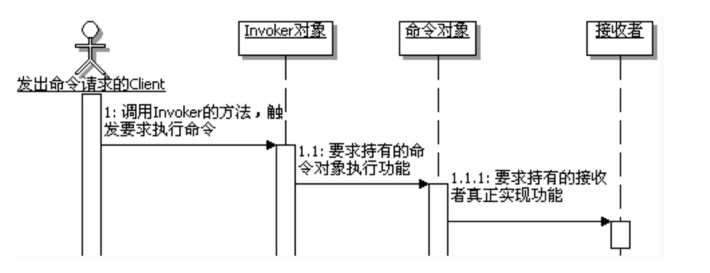 Invoker对象
命令对象
接收者
发出命令请求的Client
1: 调用Invoker的方法，触
发要求执行命令
1.1: 要求持有的命
令对象执行功能
1.1.1: 要求持有的接收
者真正实现功能